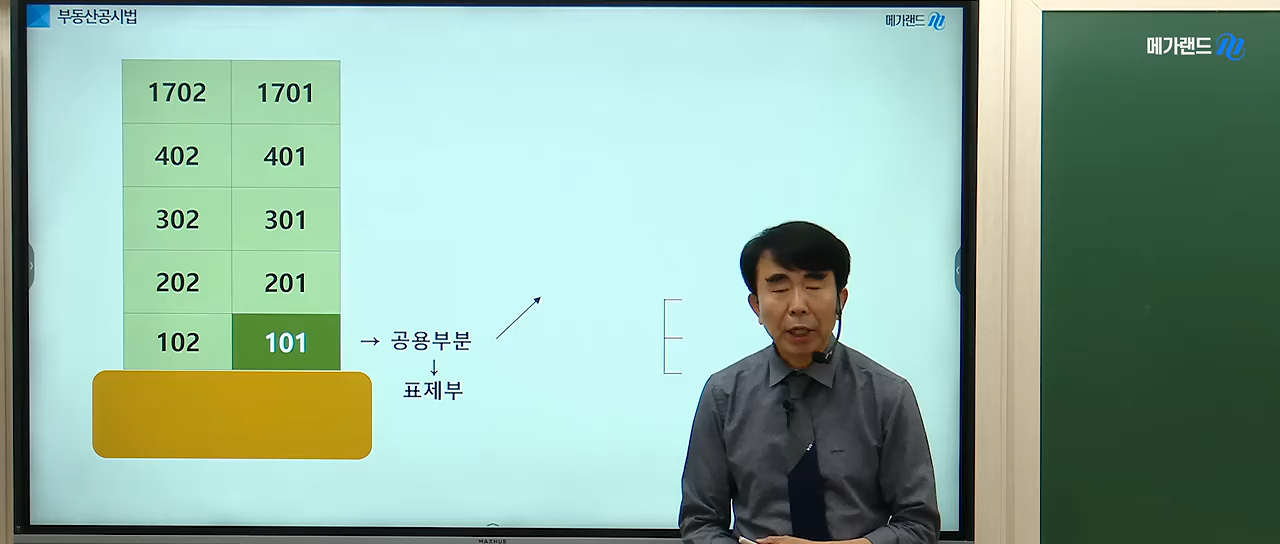 부동산공시법
메가랜드
메가랜드
1702 1701
402 401
302 301
202 201
102 101
→ 공용부분
↓
표제부
MAXHUB